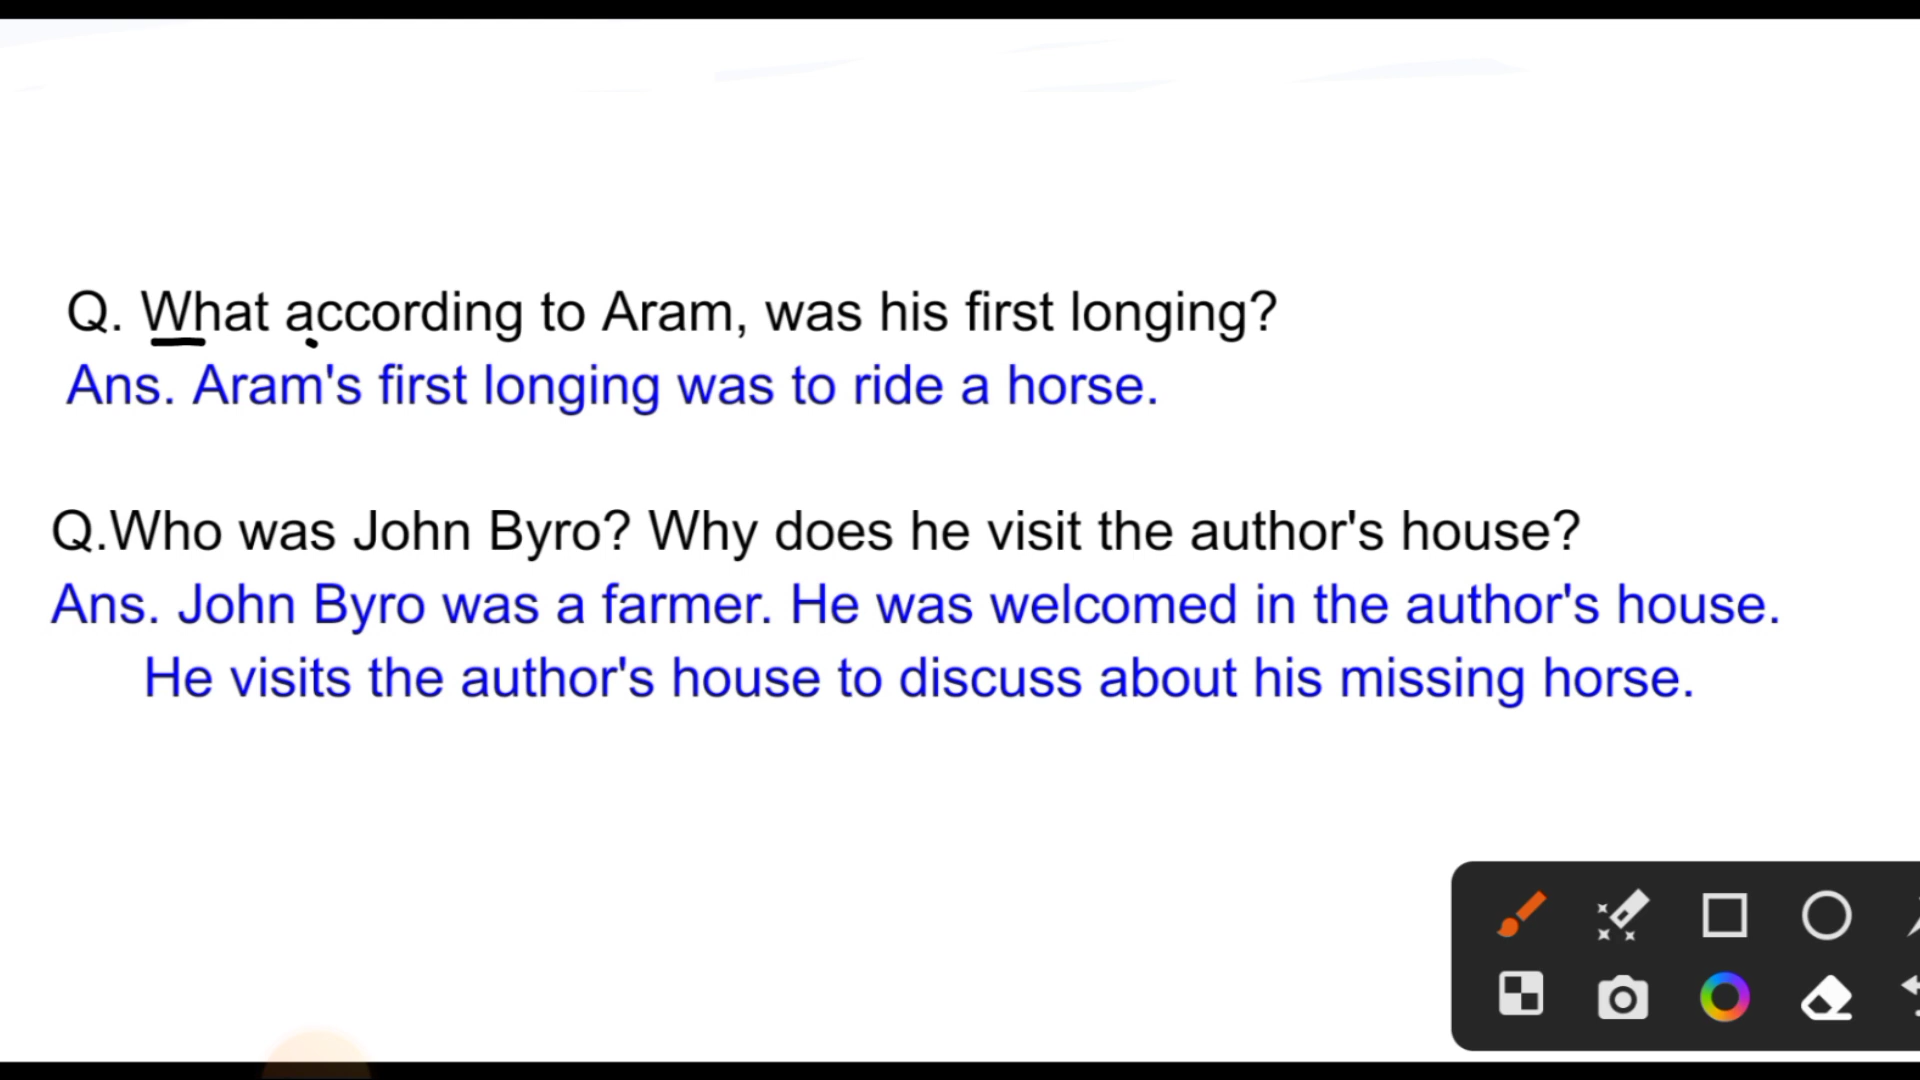 Q. What according to Aram, was his first longing?
Ans. Aram's first longing was to ride a horse.
Q.Who was John Byro? Why does he visit the author's house?
Ans. John Byro was a farmer. He was welcomed in the author's house.
He visits the author's house to discuss about his missing horse.